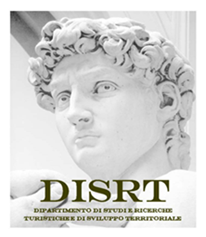 DISRT
DIPARTIMENTO DI STUDI E RICERCHE
TURISTICHE E DI SVILUPPO TERRITORIALE